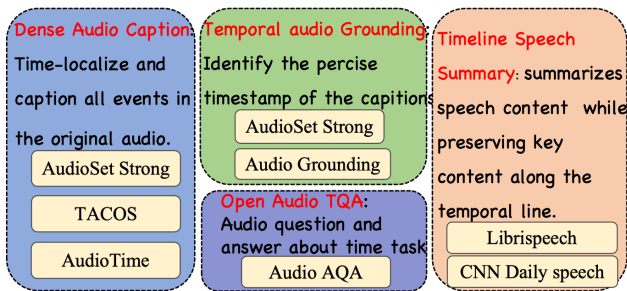 Dense Audio Caption:
Time-localize and
caption all events in
the original audio.
AudioSet Strong
TACOS
AudioTime
Temporal audio Grounding:
Identify the percise
timestamp of the capitions
AudioSet Strong
Audio Grounding
Open Audio TQA:
Audio question and
answer about time task
Audio AQA
Timeline Speech
Summary: summarizes
speech content while
preserving key
content along the
temporal line.
Librispeech
CNN Daily speech